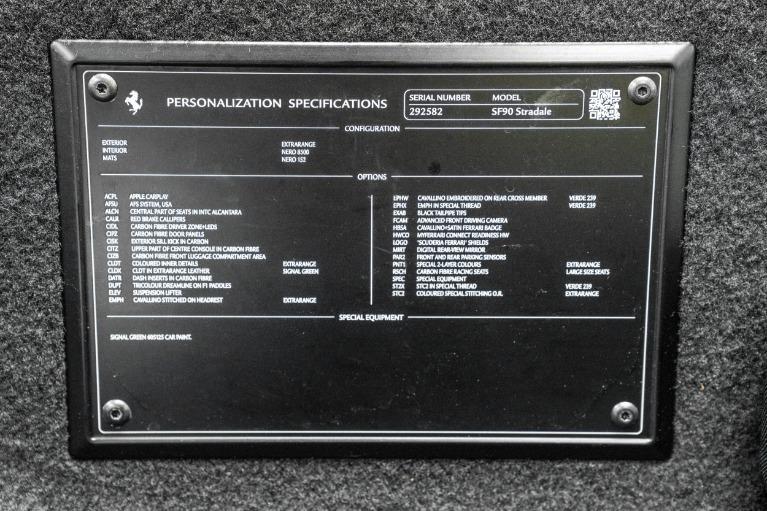 PERSONALIZATION SPECIFICATIONS
SERIAL NUMBER MODEL
292582 SF90 Stradale
CONFIGURATION
EXTERIOR EXTRARANGE
INTERIOR NERO 8500
MATS NERO 152
OPTIONS
ACPL APPLE CARPLAY
AFSU AFS SYSTEM, USA
ALCN CENTRAL PART OF SEATS IN INTC ALCANTARA
CALR RED BRAKE CALLIPERS
CIDL CARBON FIBRE DRIVER ZONE+LEDS
CIPZ CARBON FIBRE DOOR PANELS
CISK EXTERIOR SILL KICK IN CARBON
CITZ UPPER PART OF CENTRE CONSOLE IN CARBON FIBRE
CIZB CARBON FIBRE FRONT LUGGAGE COMPARTMENT AREA
CLDT COLOURED INNER DETAILS EXTRARANGE
CLDX CLDT IN EXTRARANGE LEATHER SIGNAL GREEN
DATR DASH INSERTS IN CARBON FIBRE
DLPT TRICOLOUR DREAMLINE ON F1 PADDLES
ELEV SUSPENSION LIFTER
EMPH CAVALLINO STITCHED ON HEADREST EXTRARANGE
EPHW CAVALLINO EMBROIDERED ON REAR CROSS MEMBER VERDE 239
EPHX EMPH IN SPECIAL THREAD VERDE 239
EXAB BLACK TAILPIPE TIPS
FCAM ADVANCED FRONT DRIVING CAMERA
HBSA CAVALLINO+SATIN FERRARI BADGE
HWCO MYFERRARI CONNECT READINESS HW
LOGO "SCUDERIA FERRARI" SHIELDS
MIRT DIGITAL REAR-VIEW MIRROR
PAR2 FRONT AND REAR PARKING SENSORS
PNT1 SPECIAL 2-LAYER COLOURS EXTRARANGE
RSCH CARBON FIBRE RACING SEATS LARGE SIZE SEATS
SPEC SPECIAL EQUIPMENT
ST2X STC2 IN SPECIAL THREAD VERDE 239
STC2 COLOURED SPECIAL STITCHING O.R. EXTRARANGE
SPECIAL EQUIPMENT
SIGNAL GREEN 605125 CAR PAINT.